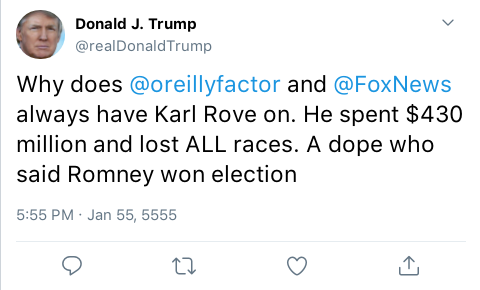 Donald J. Trump
@realDonaldTrump
Why does @oreillyfactor and @FoxNews
always have Karl Rove on. He spent $430
million and lost ALL races. A dope who
said Romney won election
5:55 PM · Jan 55, 5555